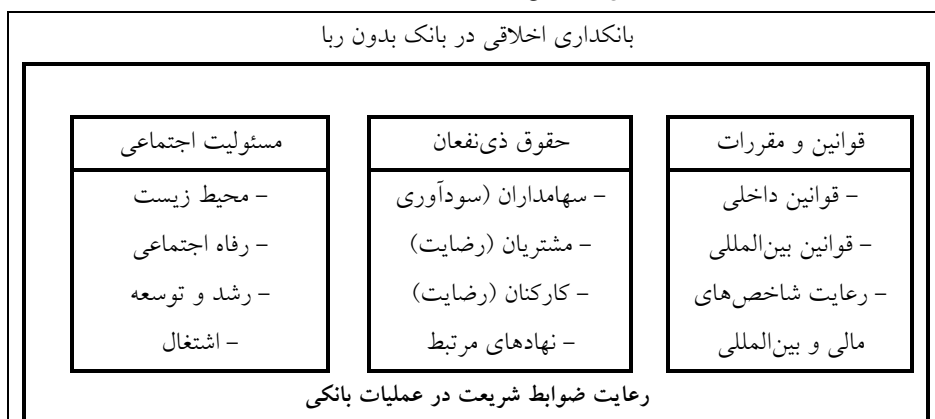 بانکداری اخلاقی در بانک بدون ربا
قوانین و مقررات
- قوانین داخلی
- قوانین بین‌المللی
- رعایت شاخص‌های
مالی و بین‌المللی
حقوق ذی‌نفعان
- سهامداران (سودآوری
- مشتریان (رضایت)
- کارکنان (رضایت)
- نهادهای مرتبط
مسئولیت اجتماعی
- محیط زیست
- رفاه اجتماعی
- رشد و توسعه
- اشتغال
رعایت ضوابط شریعت در عملیات بانکی